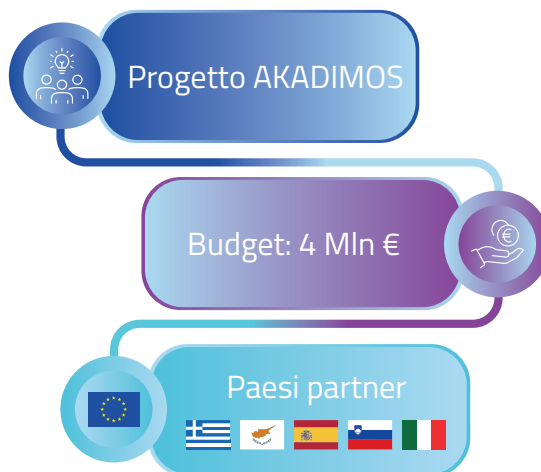 Progetto AKADIMOS
Budget: 4 Mln €
€
Paesi partner